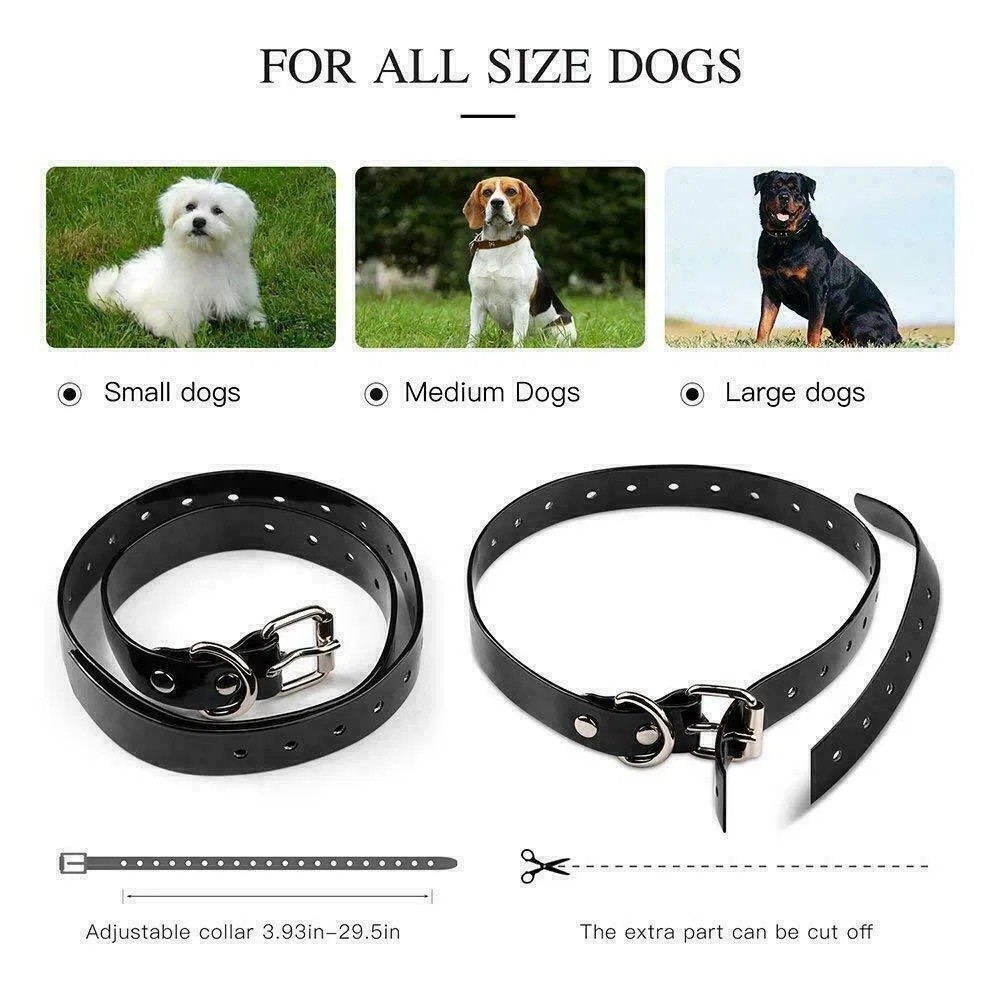 FOR ALL SIZE DOGS
Small dogs
Medium Dogs
Large dogs
Adjustable collar 3.93in-29.5in
The extra part can be cut off